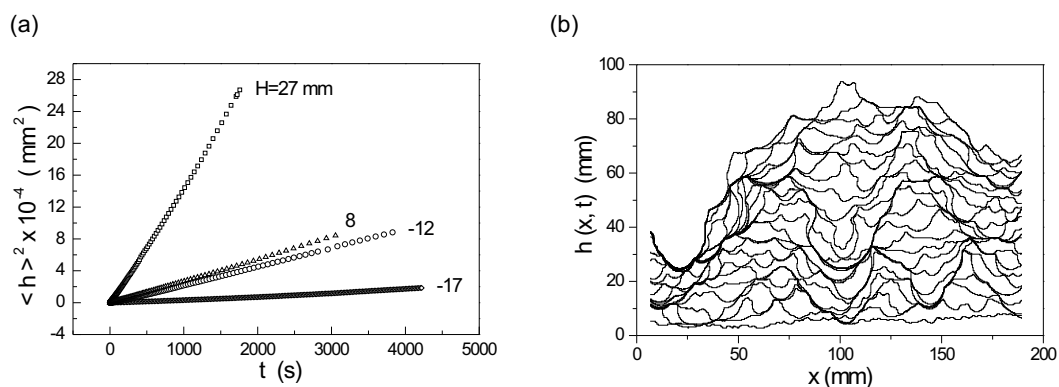 (a)
28
24
20
16
12
8
4
0
-4
< h > ² x 10⁻⁴ ( mm² )
H=27 mm
8
-12
-17
0 1000 2000 3000 4000 5000
t (s)
(b)
100
80
60
40
20
0
h (x, t) (mm)
0 50 100 150 200
x (mm)